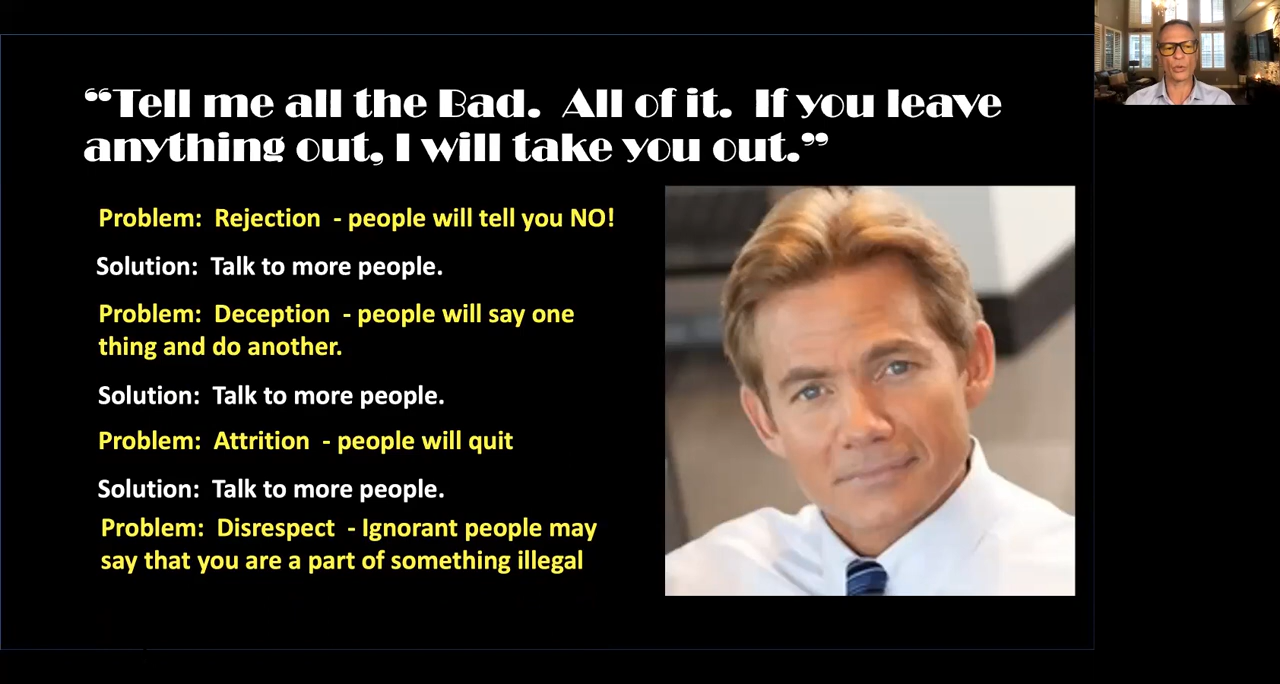 “Tell me all the Bad.  All of it.  If you leave
anything out, I will take you out.”
Problem:  Rejection  - people will tell you NO!
Solution:  Talk to more people.
Problem:  Deception  - people will say one
thing and do another.
Solution:  Talk to more people.
Problem:  Attrition  - people will quit
Solution:  Talk to more people.
Problem:  Disrespect  - Ignorant people may
say that you are a part of something illegal